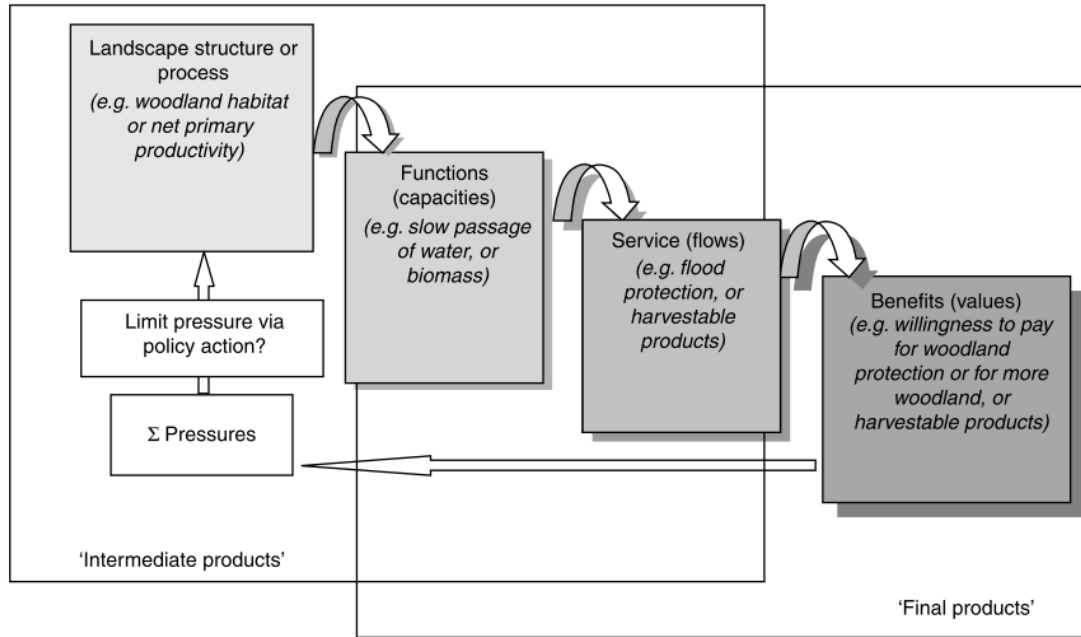 Landscape structure or
process
(e.g. woodland habitat
or net primary
productivity)
Functions
(capacities)
(e.g. slow passage
of water, or
biomass)
Service (flows)
(e.g. flood
protection, or
harvestable
products)
Benefits (values)
(e.g. willingness to pay
for woodland
protection or for more
woodland, or
harvestable products)
Limit pressure via
policy action?
Σ Pressures
‘Intermediate products’
‘Final products’